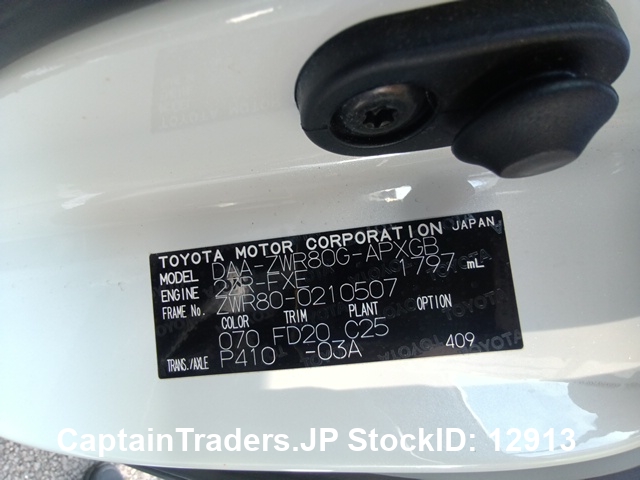 TOYOTA MOTOR CORPORATION JAPAN
MODEL DAA-ZWR80G-APXGB
ENGINE 2ZR-FXE 1797 mL
FRAME No. ZWR80-0210507
COLOR TRIM PLANT OPTION
070 FD20 C25
TRANS./AXLE P410 -03A 409
CaptainTraders.JP StockID: 12913